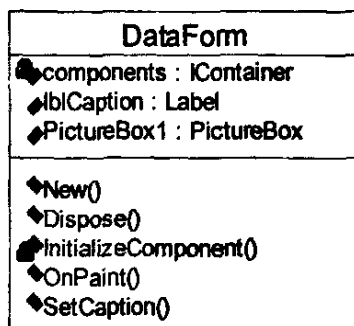 DataForm
components : IContainer
lblCaption : Label
PictureBox1 : PictureBox
New()
Dispose()
InitializeComponent()
OnPaint()
SetCaption()